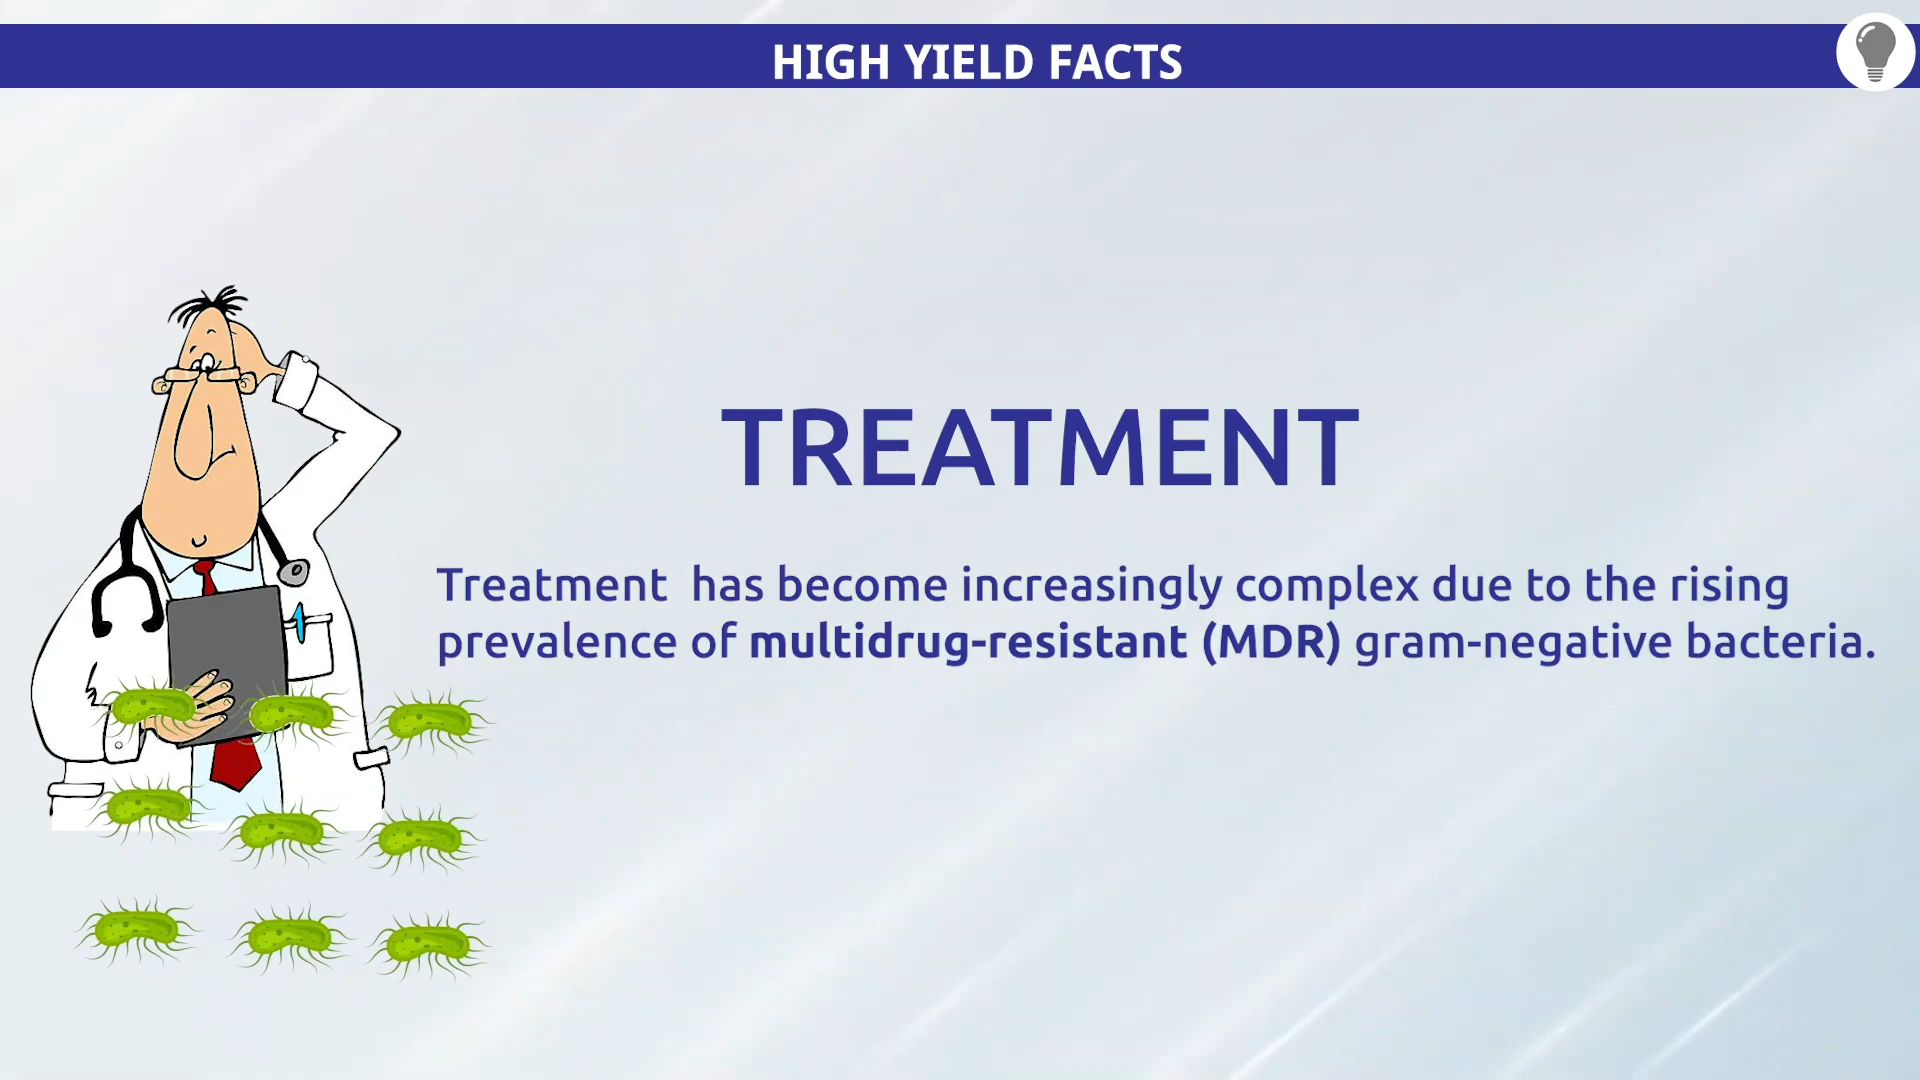 HIGH YIELD FACTS
TREATMENT
Treatment  has become increasingly complex due to the rising
prevalence of multidrug-resistant (MDR) gram-negative bacteria.